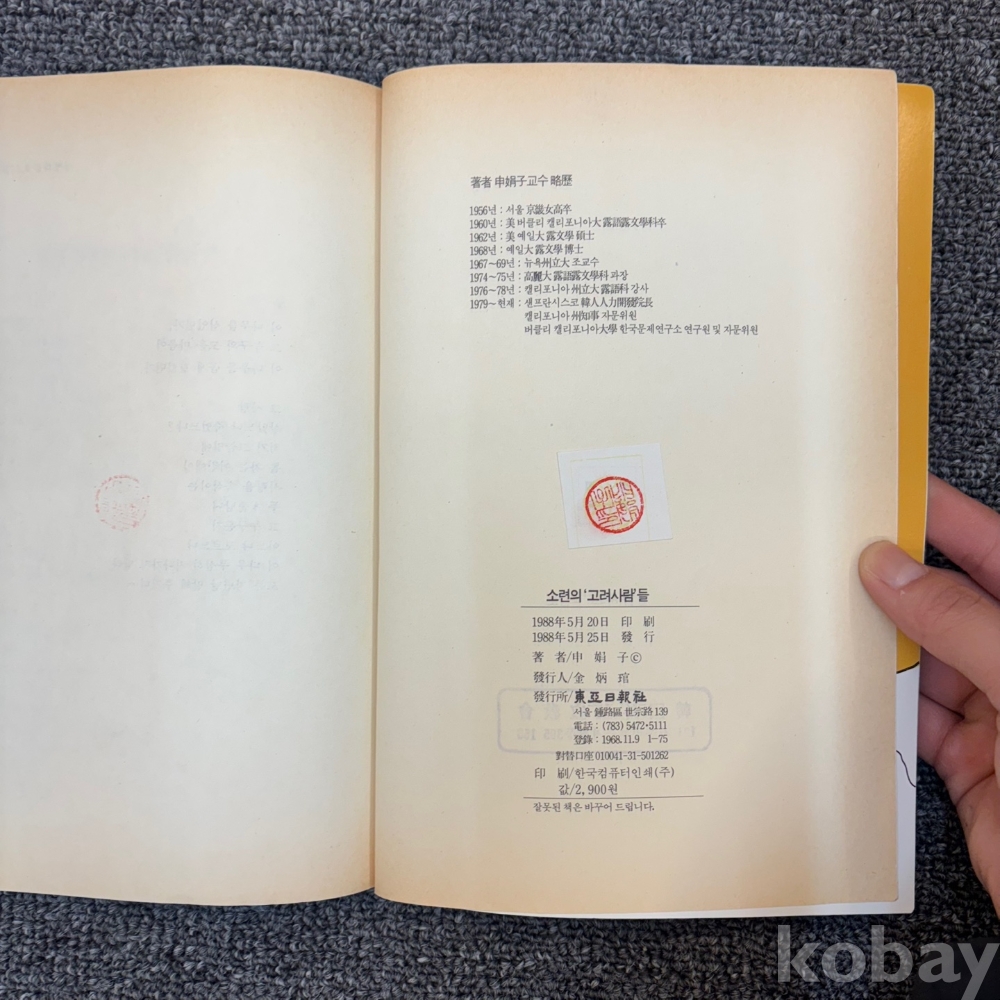 著者 申娟子교수 略歷
1956년 : 서울 京畿女高卒
1960년 : 美 버클리 캘리포니아大 露語露文學科卒
1962년 : 美 예일大 露文學 碩士
1968년 : 예일大 露文學 博士
1967～69년 : 뉴욕州立大 조교수
1974～75년 : 高麗大 露語露文學科 과장
1976～78년 : 캘리포니아 州立大 露語科 강사
1979～현재 : 샌프란시스코 韓人人力開發院長
캘리포니아 州知事 자문위원
버클리 캘리포니아大學 한국문제연구소 연구원 및 자문위원
소련의 '고려사람'들
1988年 5月 20日 印 刷
1988年 5月 25日 發 行
著 者/申 娟 子 ©
發行人/金 炳 琯
發行所/東亞日報社
서울 鍾路區 世宗路 139
電話 : (783) 5472·5111
登錄 : 1968.11.9 1-75
對替口座 010041-31-501262
印 刷/한국컴퓨터인쇄(주)
값/2,900원
잘못된 책은 바꾸어 드립니다.
kobay